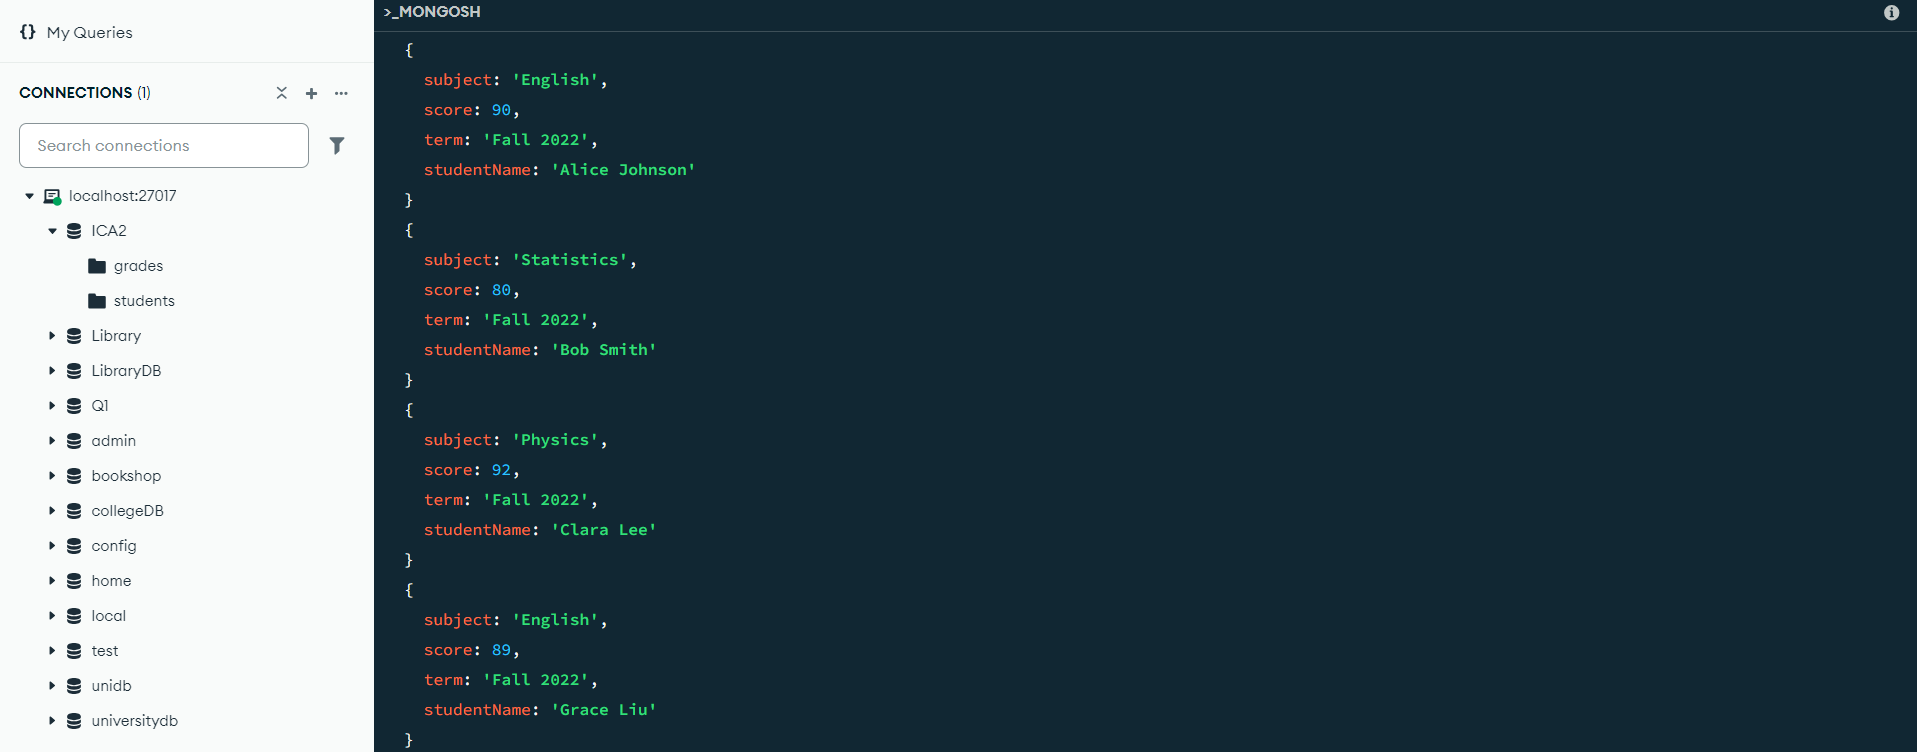 {} My Queries
CONNECTIONS (1)
Search connections
localhost:27017
ICA2
grades
students
Library
LibraryDB
Q1
admin
bookshop
collegeDB
config
home
local
test
unidb
universitydb
>_MONGOSH
{
subject: 'English',
score: 90,
term: 'Fall 2022',
studentName: 'Alice Johnson'
}
{
subject: 'Statistics',
score: 80,
term: 'Fall 2022',
studentName: 'Bob Smith'
}
{
subject: 'Physics',
score: 92,
term: 'Fall 2022',
studentName: 'Clara Lee'
}
{
subject: 'English',
score: 89,
term: 'Fall 2022',
studentName: 'Grace Liu'
}